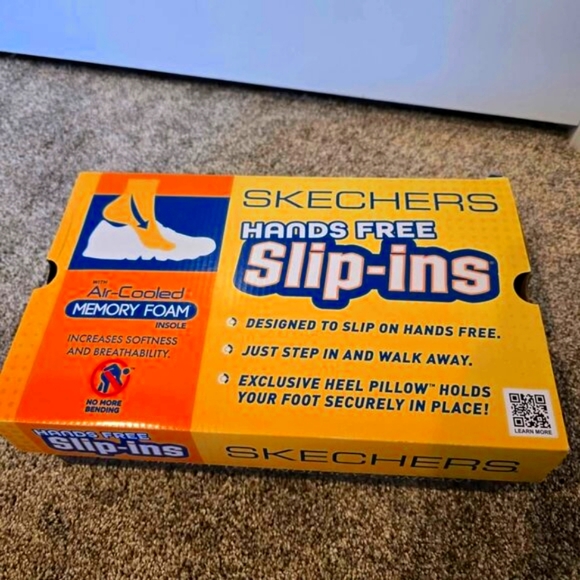 SKECHERS
HANDS FREE
Slip-ins
WITH
Air-Cooled
MEMORY FOAM
INSOLE
INCREASES SOFTNESS
AND BREATHABILITY.
NO MORE
BENDING
DESIGNED TO SLIP ON HANDS FREE.
JUST STEP IN AND WALK AWAY.
EXCLUSIVE HEEL PILLOW™ HOLDS
YOUR FOOT SECURELY IN PLACE!
LEARN MORE
HANDS FREE
Slip-ins
SKECHERS